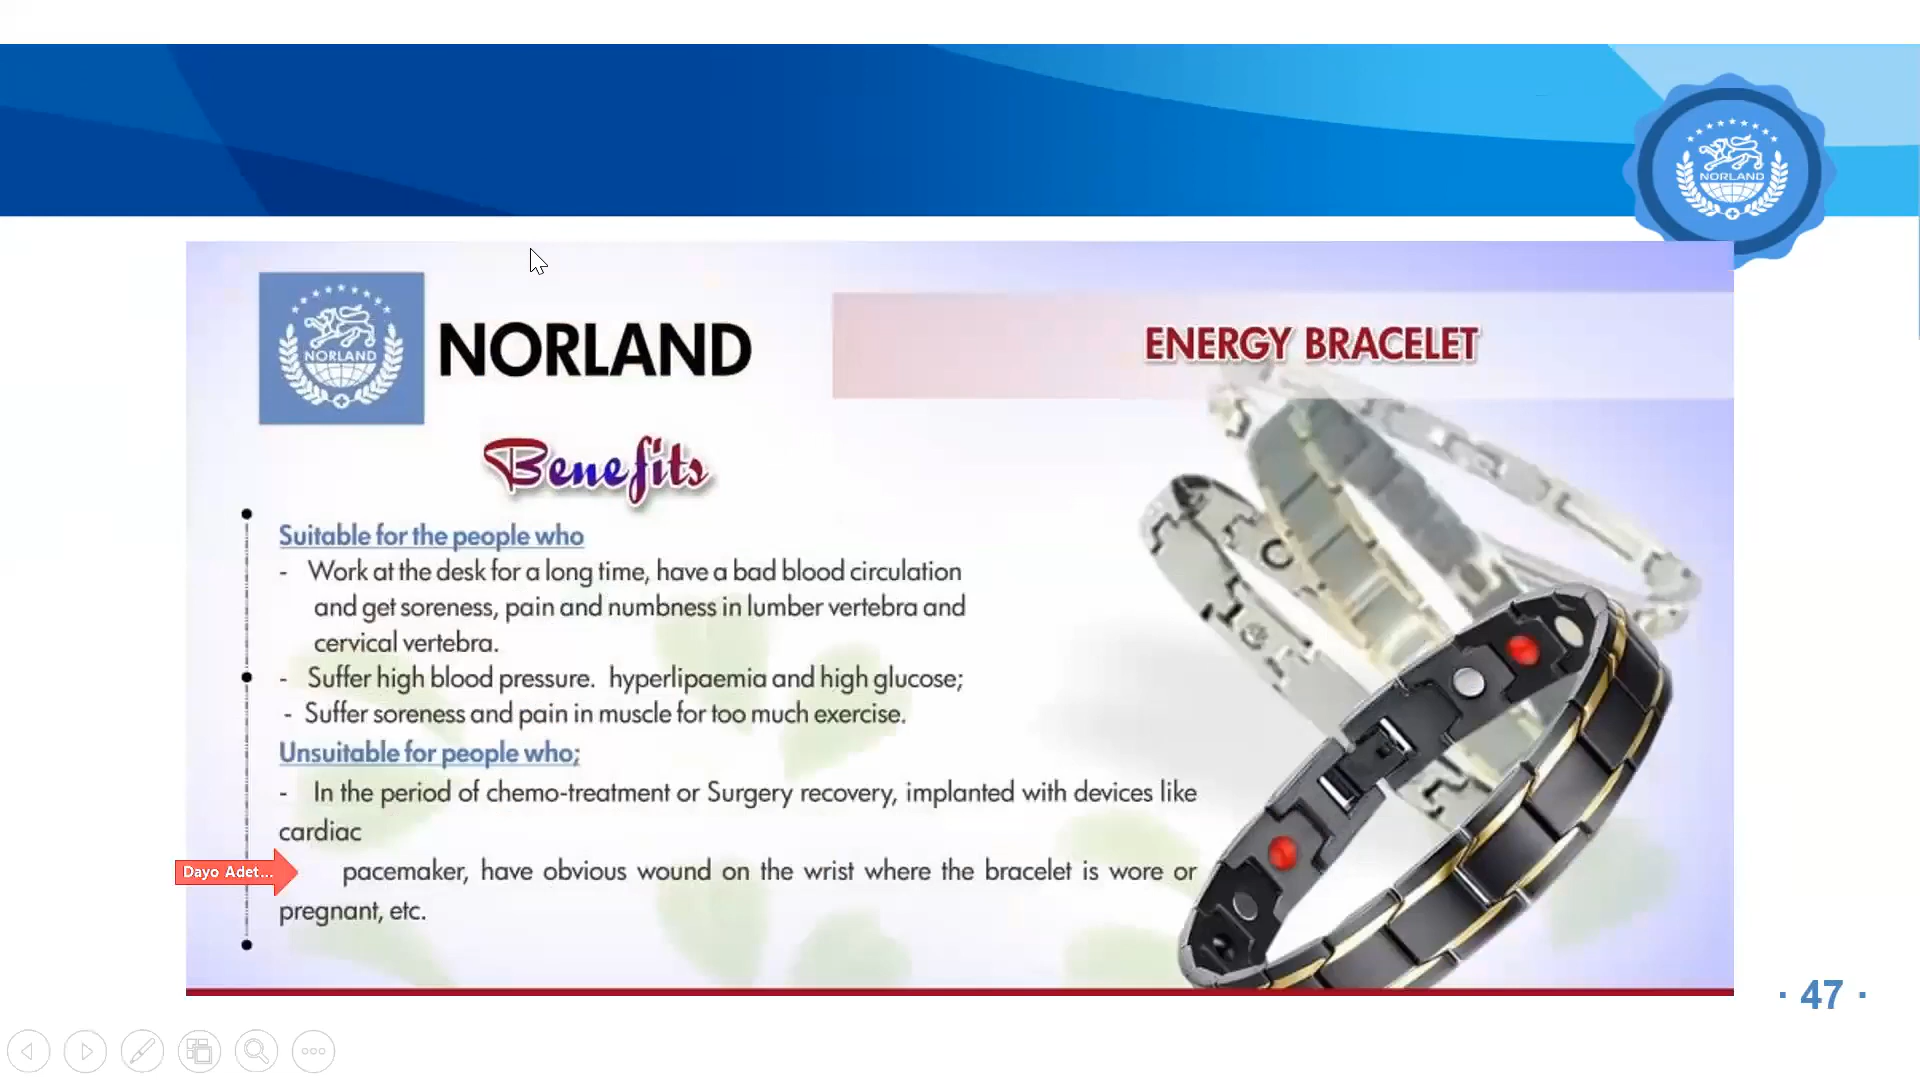 NORLAND
NORLAND
NORLAND
ENERGY BRACELET
Benefits
Suitable for the people who
- Work at the desk for a long time, have a bad blood circulation
and get soreness, pain and numbness in lumber vertebra and
cervical vertebra.
- Suffer high blood pressure. hyperlipaemia and high glucose;
- Suffer soreness and pain in muscle for too much exercise.
Unsuitable for people who;
- In the period of chemo-treatment or Surgery recovery, implanted with devices like
cardiac
Dayo Adet...
pacemaker, have obvious wound on the wrist where the bracelet is wore or
pregnant, etc.
· 47 ·